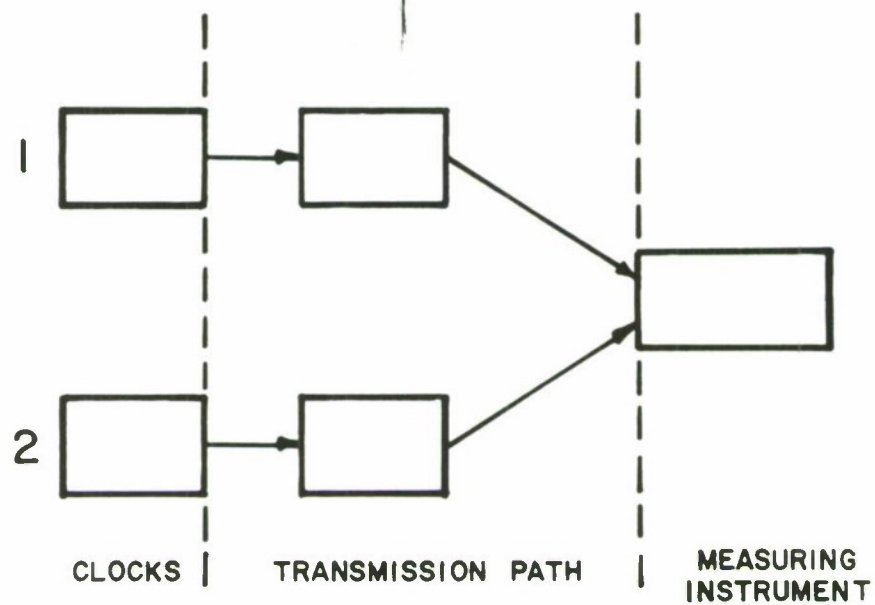 1
2
CLOCKS
TRANSMISSION PATH
MEASURING
INSTRUMENT